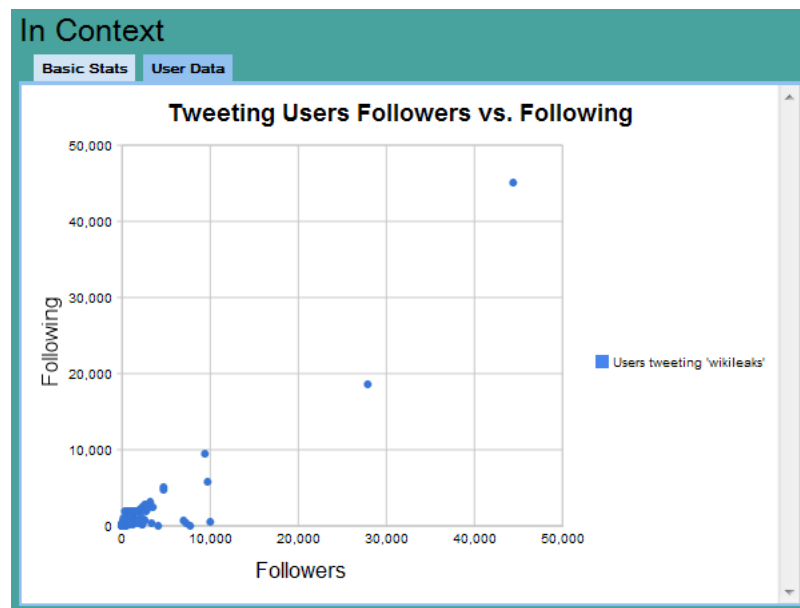 In Context
Basic Stats User Data
Tweeting Users Followers vs. Following
50,000
40,000
30,000
20,000
10,000
0
Following
0 10,000 20,000 30,000 40,000 50,000
Followers
Users tweeting 'wikileaks'